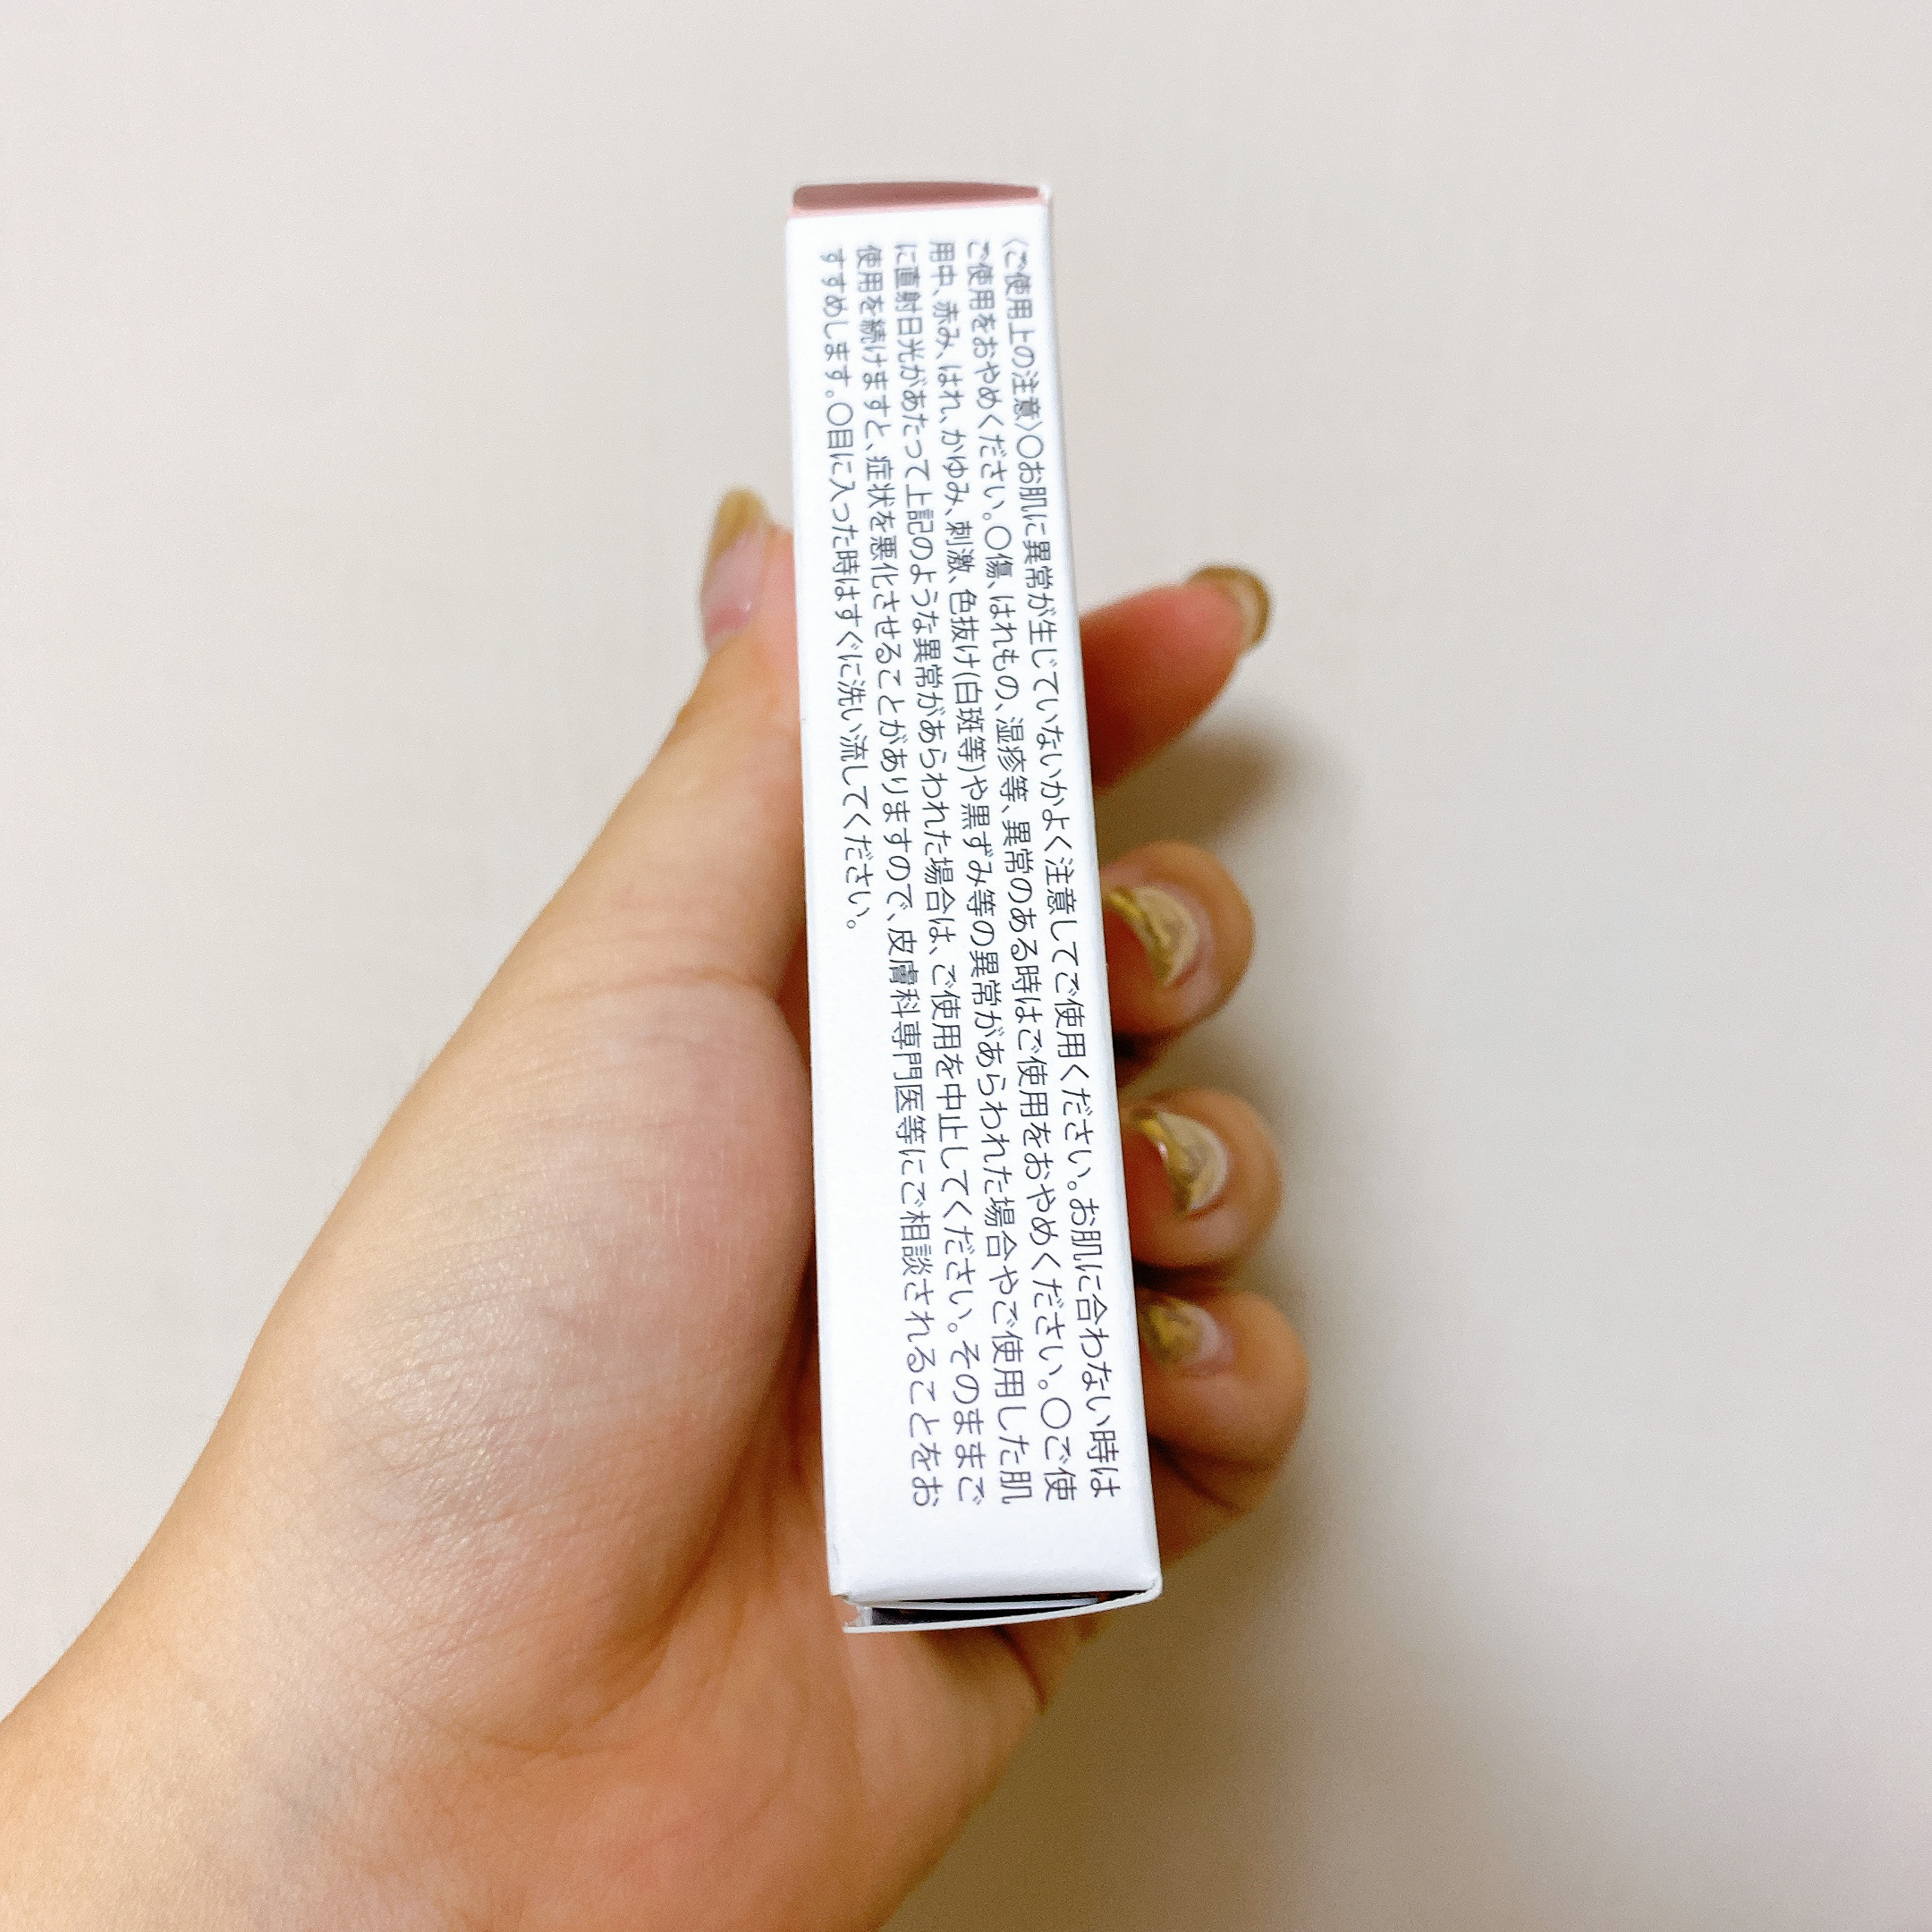 〈ご使用上の注意〉○お肌に異常が生じていないかよく注意してご使用ください。お肌に合わない時は
ご使用をおやめください。○傷、はれもの、湿疹等、異常のある時はご使用をおやめください。○ご使
用中、赤み、はれ、かゆみ、刺激、色抜け(白斑等)や黒ずみ等の異常があらわれた場合やご使用した肌
に直射日光があたって上記のような異常があらわれた場合は、ご使用を中止してください。そのままご
使用を続けますと、症状を悪化させることがありますので、皮膚科専門医等にご相談されることをお
すすめします。○目に入った時はすぐに洗い流してください。